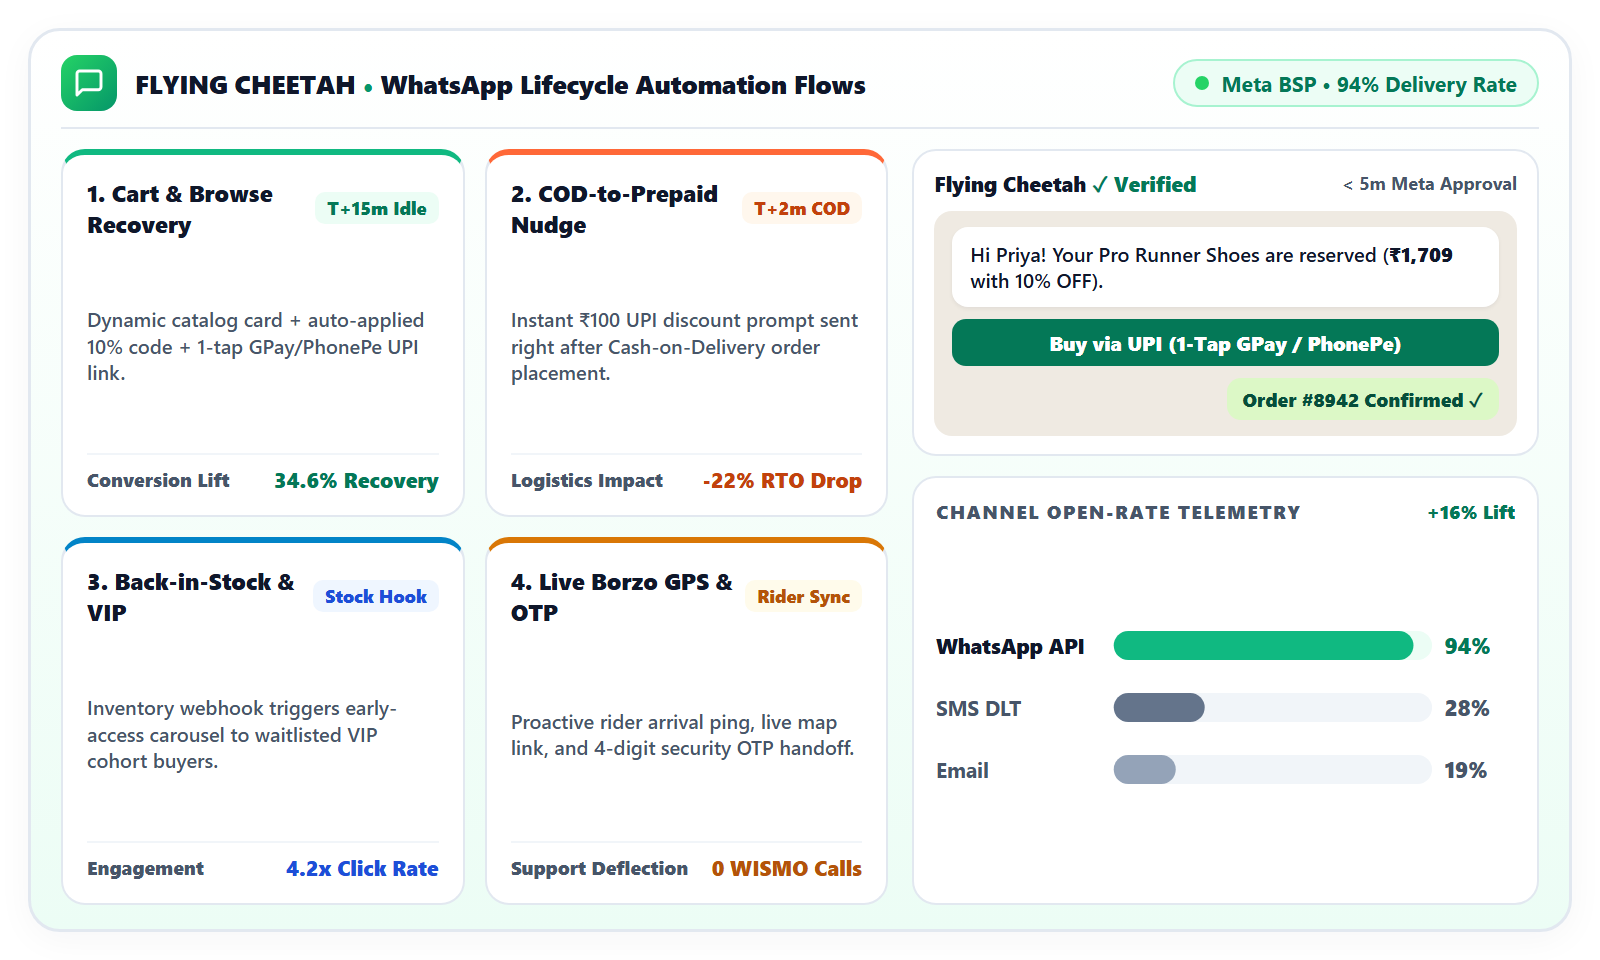 FLYING CHEETAH • WhatsApp Lifecycle Automation Flows
Meta BSP • 94% Delivery Rate
1. Cart & Browse
Recovery
T+15m Idle
Dynamic catalog card + auto-applied
10% code + 1-tap GPay/PhonePe UPI
link.
Conversion Lift
34.6% Recovery
2. COD-to-Prepaid
Nudge
T+2m COD
Instant ₹100 UPI discount prompt sent
right after Cash-on-Delivery order
placement.
Logistics Impact
-22% RTO Drop
3. Back-in-Stock &
VIP
Stock Hook
Inventory webhook triggers early-
access carousel to waitlisted VIP
cohort buyers.
Engagement
4.2x Click Rate
4. Live Borzo GPS &
OTP
Rider Sync
Proactive rider arrival ping, live map
link, and 4-digit security OTP handoff.
Support Deflection
0 WISMO Calls
Flying Cheetah ✓ Verified
< 5m Meta Approval
Hi Priya! Your Pro Runner Shoes are reserved (₹1,709
with 10% OFF).
Buy via UPI (1-Tap GPay / PhonePe)
Order #8942 Confirmed ✓
CHANNEL OPEN-RATE TELEMETRY
+16% Lift
WhatsApp API
94%
SMS DLT
28%
Email
19%